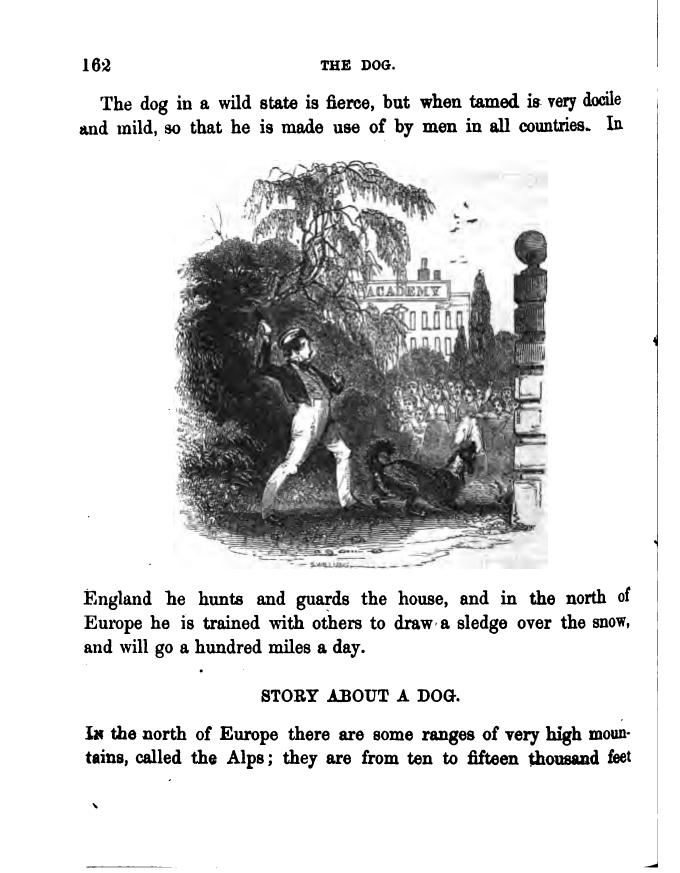 162
THE DOG.
The dog in a wild state is fierce, but when tamed is very docile
and mild, so that he is made use of by men in all countries. In
ACADEMY
England he hunts and guards the house, and in the north of
Europe he is trained with others to draw a sledge over the snow,
and will go a hundred miles a day.
STORY ABOUT A DOG.
In the north of Europe there are some ranges of very high moun-
tains, called the Alps; they are from ten to fifteen thousand feet